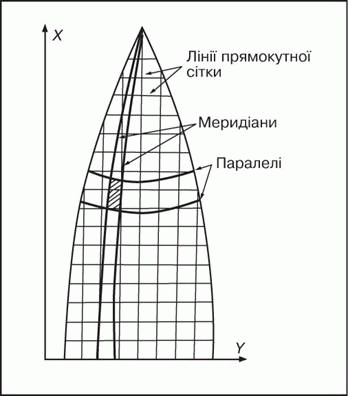 X
Лінії прямокутної
сітки
Меридіани
Паралелі
Y